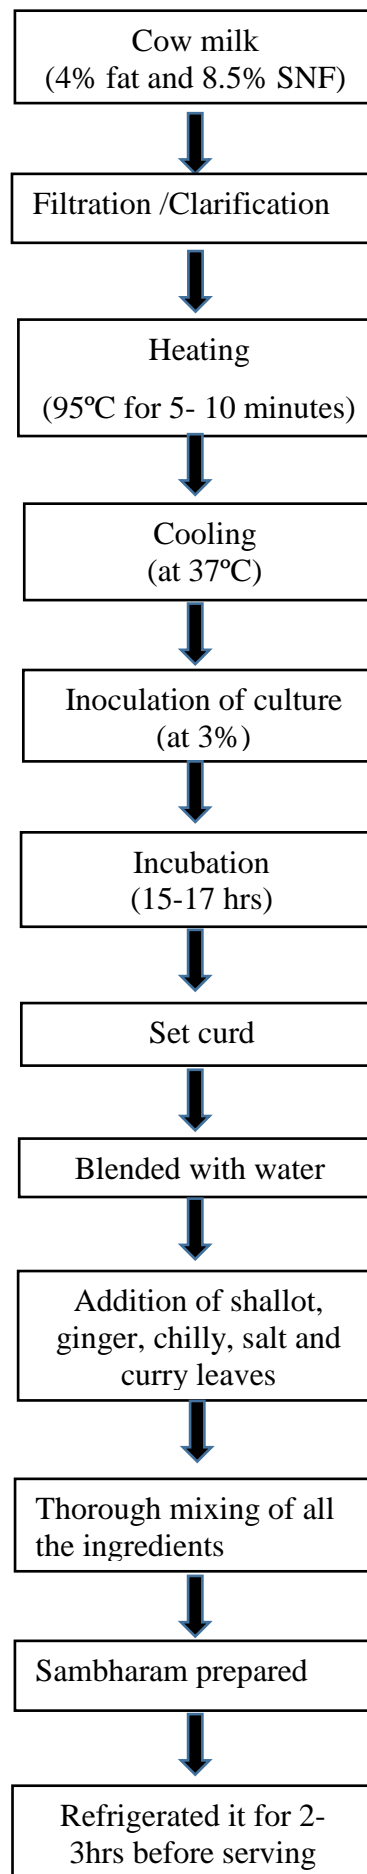 Cow milk
(4% fat and 8.5% SNF)
Filtration /Clarification
Heating
(95ºC for 5- 10 minutes)
Cooling
(at 37ºC)
Inoculation of culture
(at 3%)
Incubation
(15-17 hrs)
Set curd
Blended with water
Addition of shallot,
ginger, chilly, salt and
curry leaves
Thorough mixing of all
the ingredients
Sambharam prepared
Refrigerated it for 2-
3hrs before serving